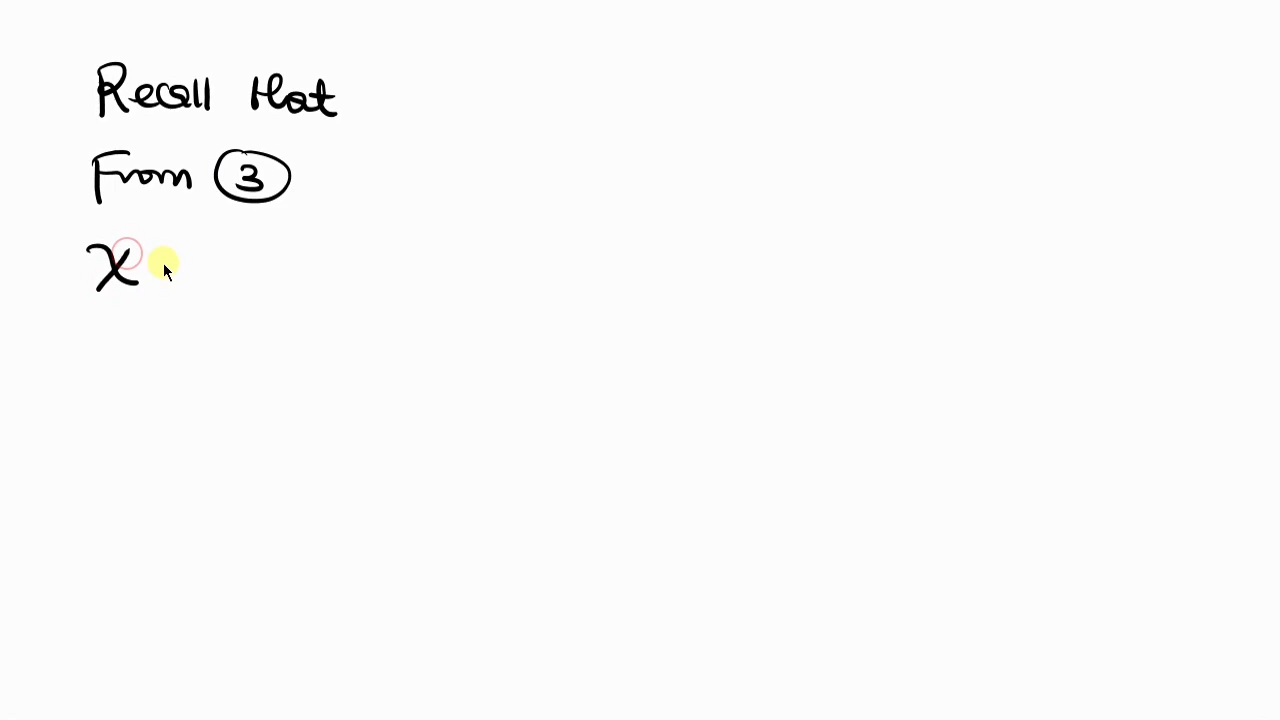 Recall that
From ③
x